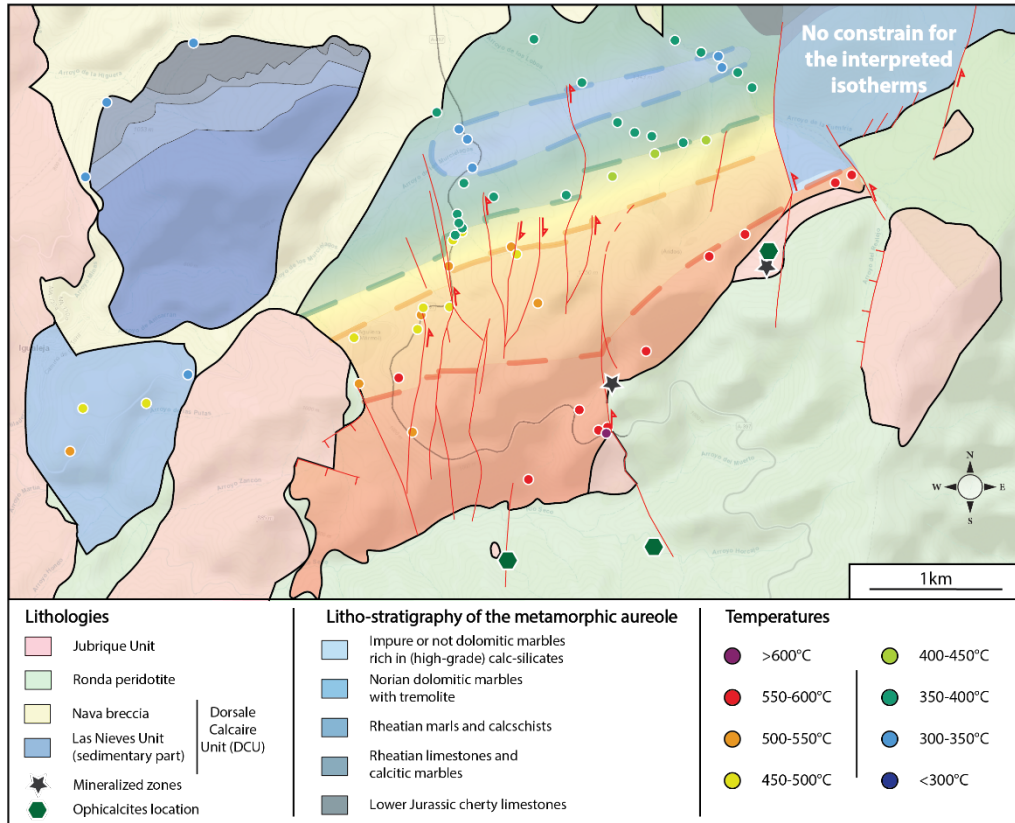 No constrain for
the interpreted
isotherms
Igualeja
N
W
E
S
1km
Lithologies
Jubrique Unit
Ronda peridotite
Nava breccia
Las Nieves Unit
(sedimentary part)
Dorsale
Calcaire
Unit (DCU)
Mineralized zones
Ophicalcites location
Litho-stratigraphy of the metamorphic aureole
Impure or not dolomitic marbles
rich in (high-grade) calc-silicates
Norian dolomitic marbles
with tremolite
Rheatian marls and calcschists
Rheatian limestones and
calcitic marbles
Lower Jurassic cherty limestones
Temperatures
>600°C
550-600°C
500-550°C
450-500°C
400-450°C
350-400°C
300-350°C
<300°C